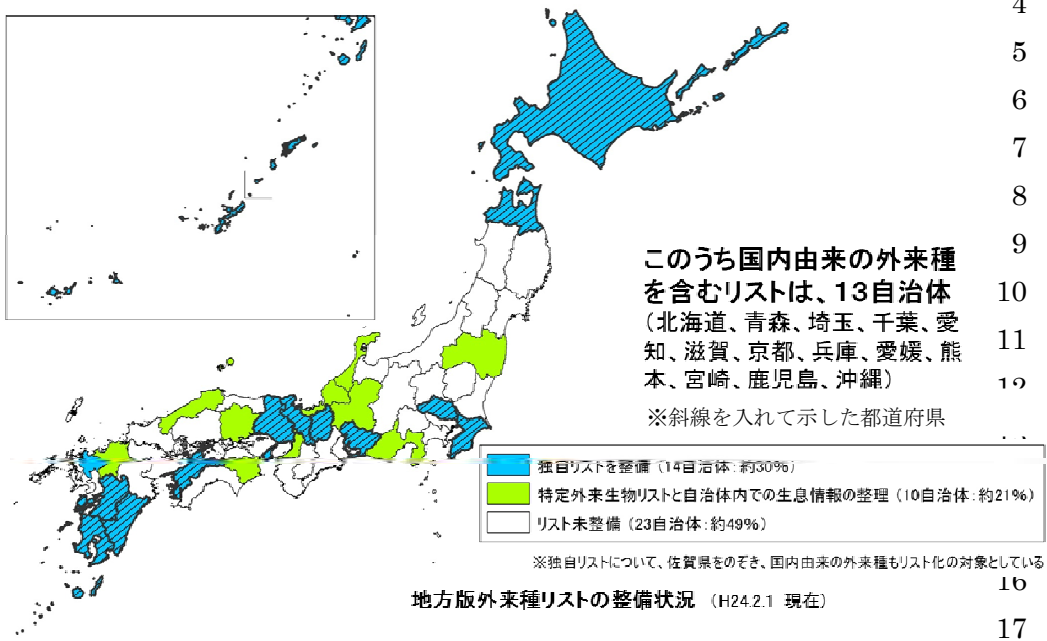 4
5
6
7
8
9
10
11
12
16
17
このうち国内由来の外来種
を含むリストは、13自治体
（北海道、青森、埼玉、千葉、愛
知、滋賀、京都、兵庫、愛媛、熊
本、宮崎、鹿児島、沖縄）
※斜線を入れて示した都道府県
独自リストを整備（14自治体：約30%）
特定外来生物リストと自治体内での生息情報の整理（10自治体：約21%）
リスト未整備（23自治体：約49%）
※独自リストについて、佐賀県をのぞき、国内由来の外来種もリスト化の対象としている
地方版外来種リストの整備状況 （H24.2.1 現在）